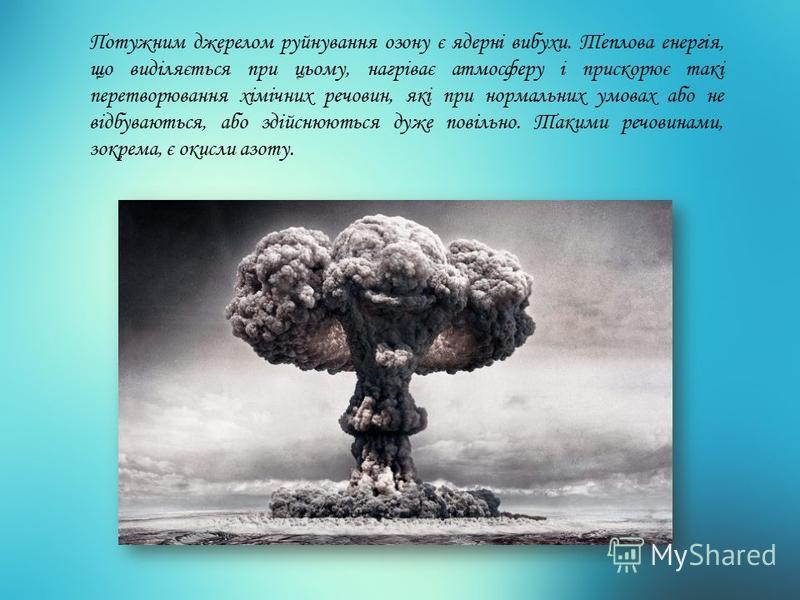 Потужним джерелом руйнування озону є ядерні вибухи. Теплова енергія,
що виділяється при цьому, нагріває атмосферу і прискорює такі
перетворювання хімічних речовин, які при нормальних умовах або не
відбуваються, або здійснюються дуже повільно. Такими речовинами,
зокрема, є окисли азоту.
MyShared